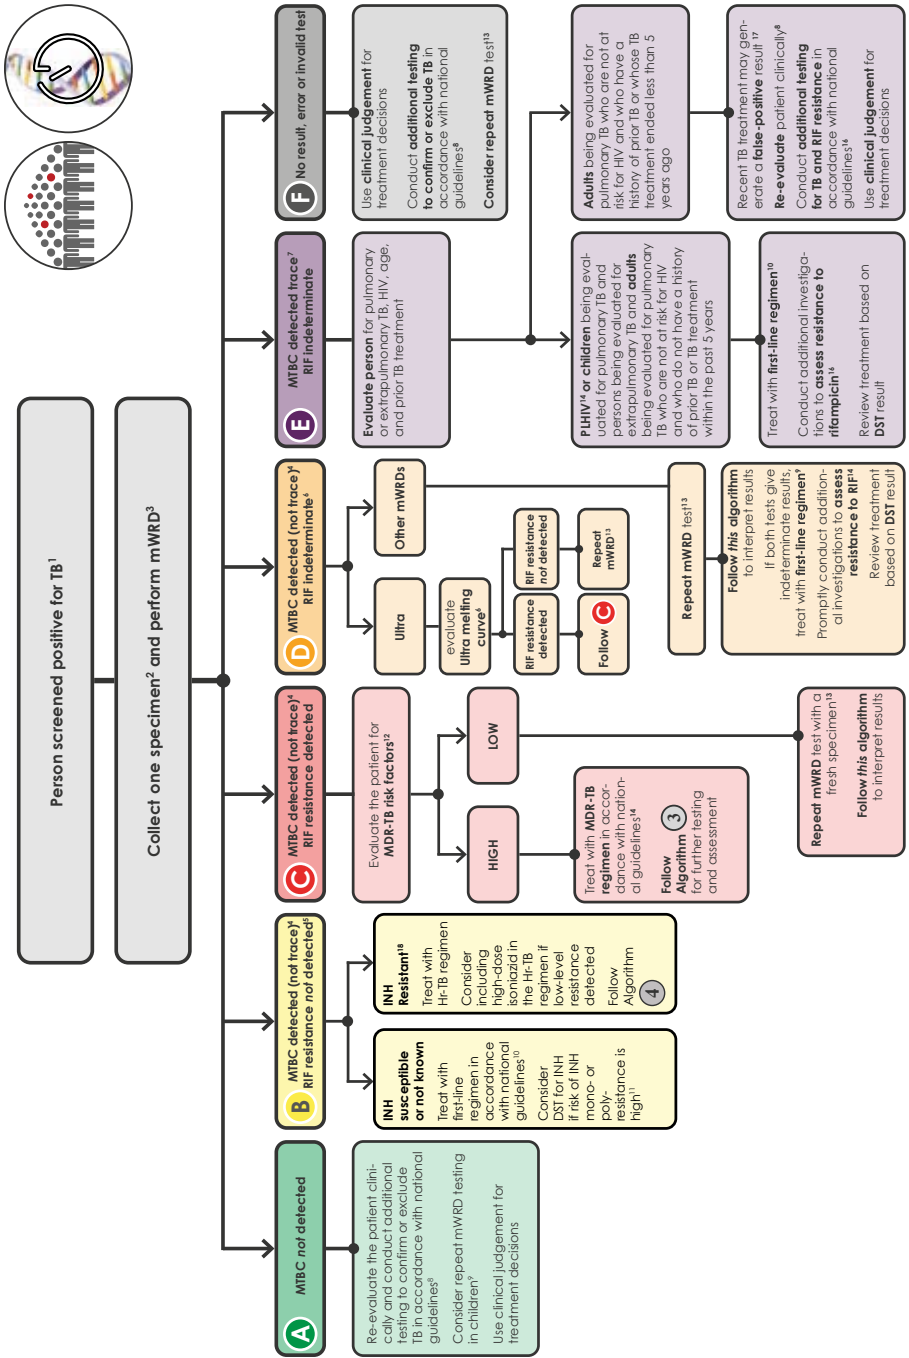 Person screened positive for TB¹
Collect one specimen² and perform mWRD³
A
MTBC not detected
Re-evaluate the patient clini-
cally and conduct additional
testing to confirm or exclude
TB in accordance with national
guidelines⁸
Consider repeat mWRD testing
in children⁹
Use clinical judgement for
treatment decisions
B
MTBC detected (not trace)⁴
RIF resistance not detected⁵
INH
susceptible
or not known
Treat with
first-line
regimen in
accordance
with national
guidelines¹⁰
Consider
DST for INH
if risk of INH
mono- or
poly-
resistance is
high¹¹
INH
Resistant¹⁸
Treat with
Hr-TB regimen
Consider
including
high-dose
isoniazid in
the Hr-TB
regimen if
low-level
resistance
detected
Follow
Algorithm
4
C
MTBC detected (not trace)⁴
RIF resistance detected
Evaluate the patient for
MDR-TB risk factors¹²
HIGH
LOW
Treat with MDR-TB
regimen in accor-
dance with nation-
al guidelines¹⁴
Follow
Algorithm 3
for further testing
and assessment
Repeat mWRD test with a
fresh specimen¹³
Follow this algorithm
to interpret results
D
MTBC detected (not trace)⁴
RIF indeterminate⁶
Ultra
Other mWRDs
evaluate
Ultra melting
curve⁶
RIF resistance
detected
RIF resistance
not detected
Follow C
Repeat
mWRD¹³
Repeat mWRD test¹³
Follow this algorithm
to interpret results
If both tests give
indeterminate results,
treat with first-line regimen⁹
Promptly conduct addition-
al investigations to assess
resistance to RIF¹⁴
Review treatment
based on DST result
E
MTBC detected trace⁷
RIF indeterminate
Evaluate person for pulmonary
or extrapulmonary TB, HIV, age,
and prior TB treatment
PLHIV¹⁴ or children being eval-
uated for pulmonary TB and
persons being evaluated for
extrapulmonary TB and adults
being evaluated for pulmonary
TB who are not at risk for HIV
and who do not have a history
of prior TB or TB treatment
within the past 5 years
Treat with first-line regimen¹⁰
Conduct additional investiga-
tions to assess resistance to
rifampicin¹⁶
Review treatment based on
DST result
Adults being evaluated for
pulmonary TB who are not at
risk for HIV and who have a
history of prior TB or whose TB
treatment ended less than 5
years ago
Recent TB treatment may gen-
erate a false-positive result ¹⁷
Re-evaluate patient clinically⁸
Conduct additional testing
for TB and RIF resistance in
accordance with national
guidelines¹⁶
Use clinical judgement for
treatment decisions
F
No result, error or invalid test
Use clinical judgement for
treatment decisions
Conduct additional testing
to confirm or exclude TB in
accordance with national
guidelines⁸
Consider repeat mWRD test¹³